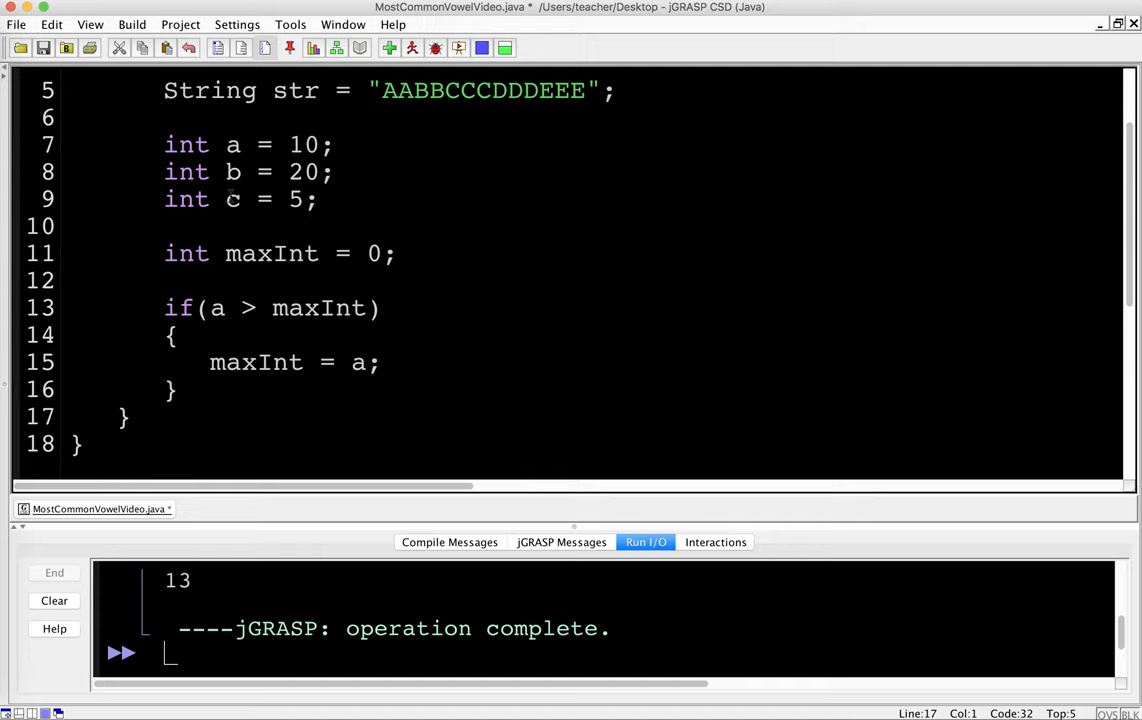 MostCommonVowelVideo.java * /Users/teacher/Desktop - jGRASP CSD (Java)
File Edit View Build Project Settings Tools Window Help
5 String str = "AABBCCCDDDEEE";
6
7 int a = 10;
8 int b = 20;
9 int c = 5;
10
11 int maxInt = 0;
12
13 if(a > maxInt)
14 {
15 maxInt = a;
16 }
17 }
18 }
MostCommonVowelVideo.java *
Compile Messages jGRASP Messages Run I/O Interactions
End
Clear
Help
13
----jGRASP: operation complete.
Line:17 Col:1 Code:32 Top:5 OVS BLK